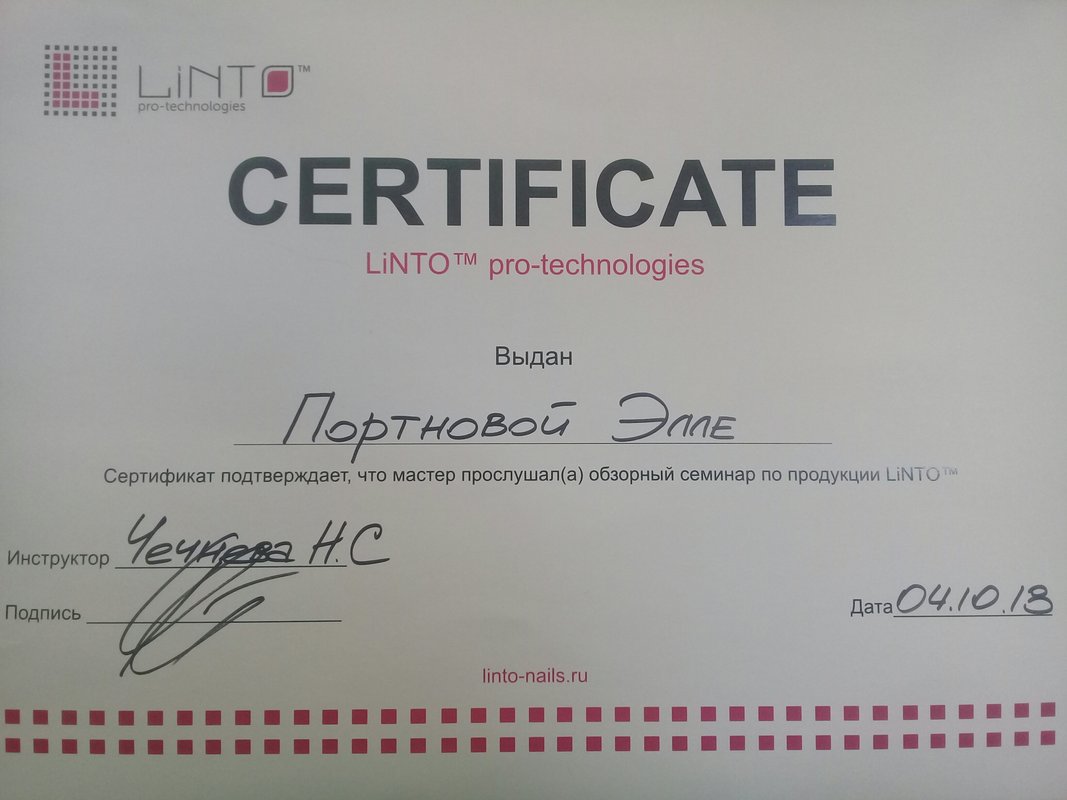 LiNTO™
pro-technologies
CERTIFICATE
LiNTO™ pro-technologies
Выдан
Портновой Элле
Сертификат подтверждает, что мастер прослушал(а) обзорный семинар по продукции LiNTO™
Инструктор Н.С
Подпись
Дата 04.10.18
linto-nails.ru